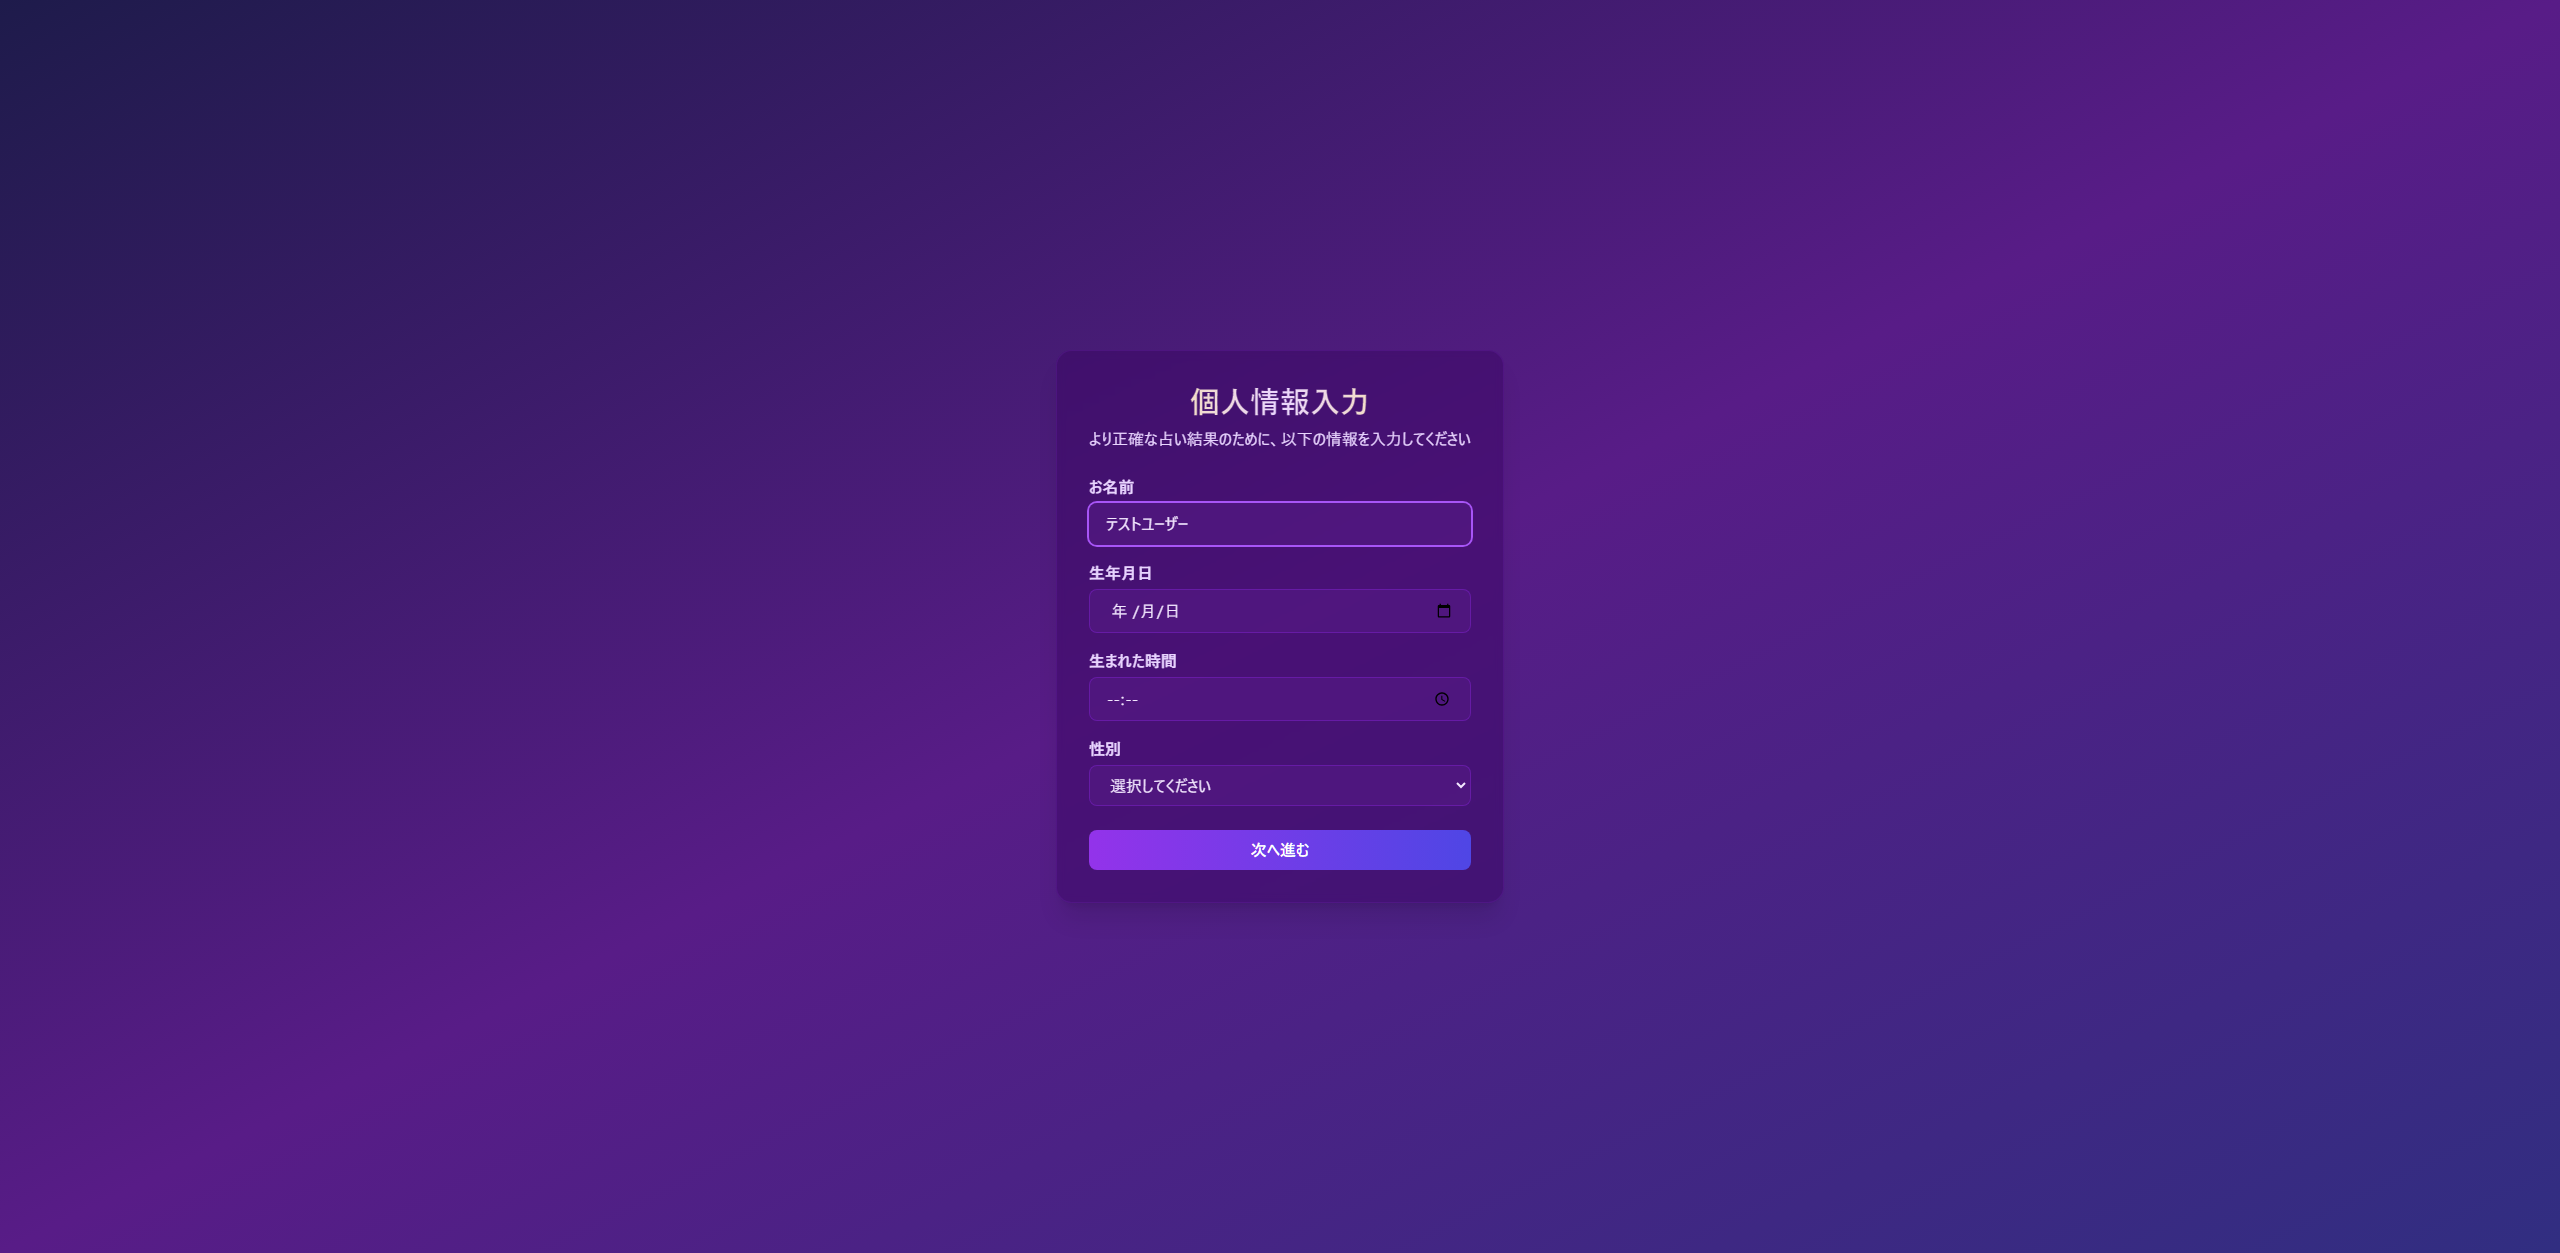 個人情報入力
より正確な占い結果のために、以下の情報を入力してください
お名前
テストユーザー
生年月日
年 /月/日
生まれた時間
--:--
性別
選択してください
次へ進む